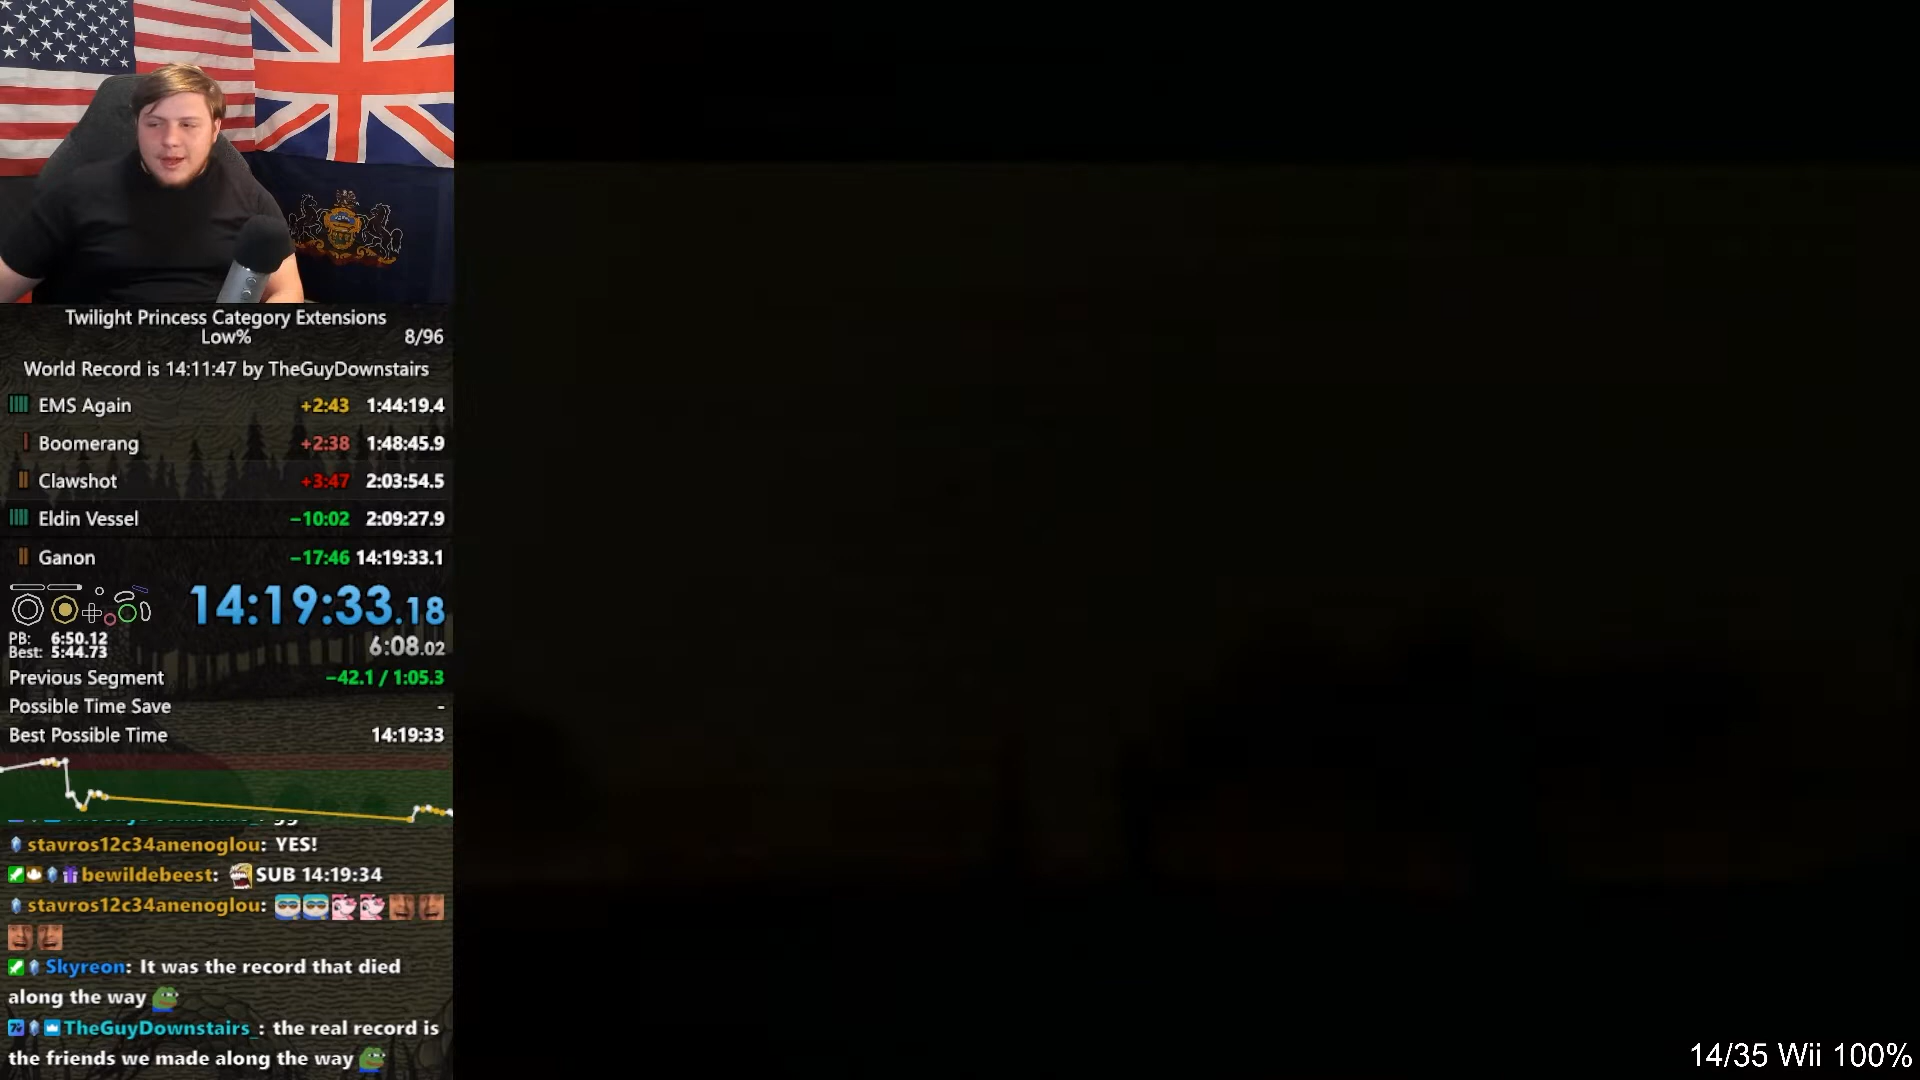 Twilight Princess Category Extensions
Low% 8/96
World Record is 14:11:47 by TheGuyDownstairs
EMS Again +2:43 1:44:19.4
Boomerang +2:38 1:48:45.9
Clawshot +3:47 2:03:54.5
Eldin Vessel −10:02 2:09:27.9
Ganon −17:46 14:19:33.1
14:19:33.18
PB: 6:50.12
Best: 5:44.73
6:08.02
Previous Segment −42.1 / 1:05.3
Possible Time Save -
Best Possible Time 14:19:33
stavros12c34anenoglou: YES!
bewildebeest: SUB 14:19:34
stavros12c34anenoglou:
Skyreon: It was the record that died
along the way
TheGuyDownstairs_: the real record is
the friends we made along the way
14/35 Wii 100%